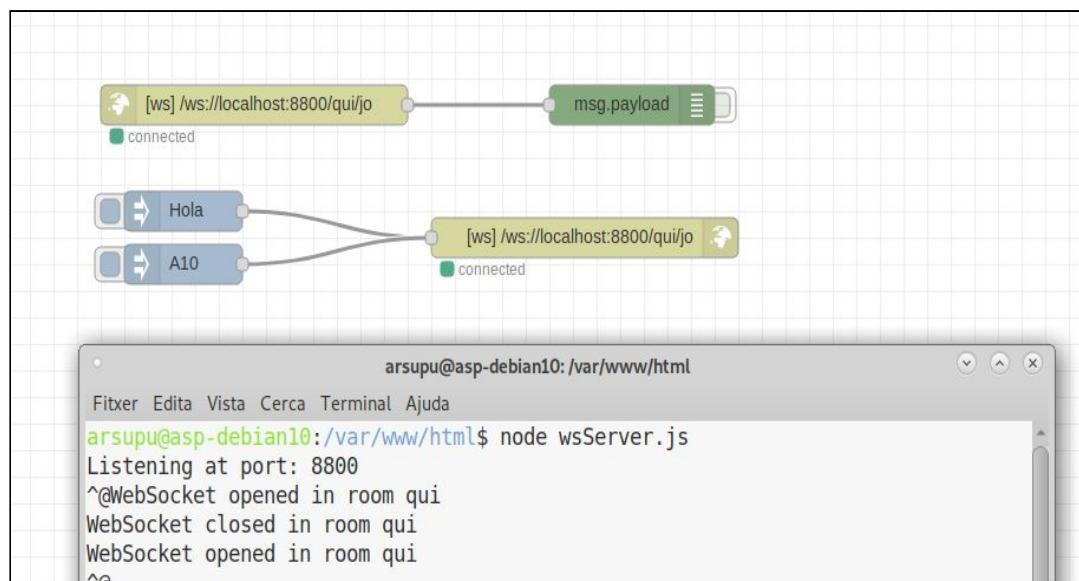 [ws] /ws://localhost:8800/qui/jo
msg.payload
connected
Hola
[ws] /ws://localhost:8800/qui/jo
A10
connected
arsupu@asp-debian10: /var/www/html
Fitxer Edita Vista Cerca Terminal Ajuda
arsupu@asp-debian10:/var/www/html$ node wsServer.js
Listening at port: 8800
^@WebSocket opened in room qui
WebSocket closed in room qui
WebSocket opened in room qui
^@